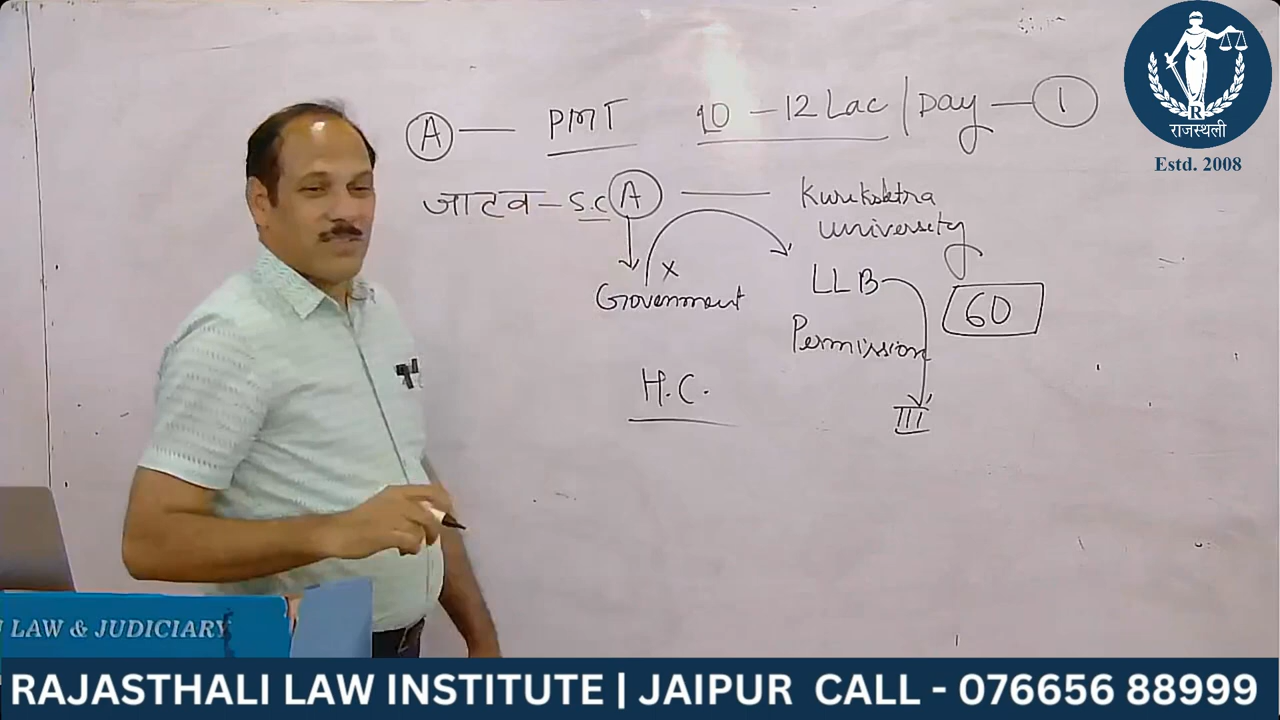 राजस्थली
Estd. 2008
R
A — PMT 10 – 12 Lac / Day — 1
जाटव – S.C A — Kurukshetra
university
x
Government LLB 60
Permission
H.C.
III
LAW & JUDICIARY
RAJASTHALI LAW INSTITUTE | JAIPUR CALL - 076656 88999